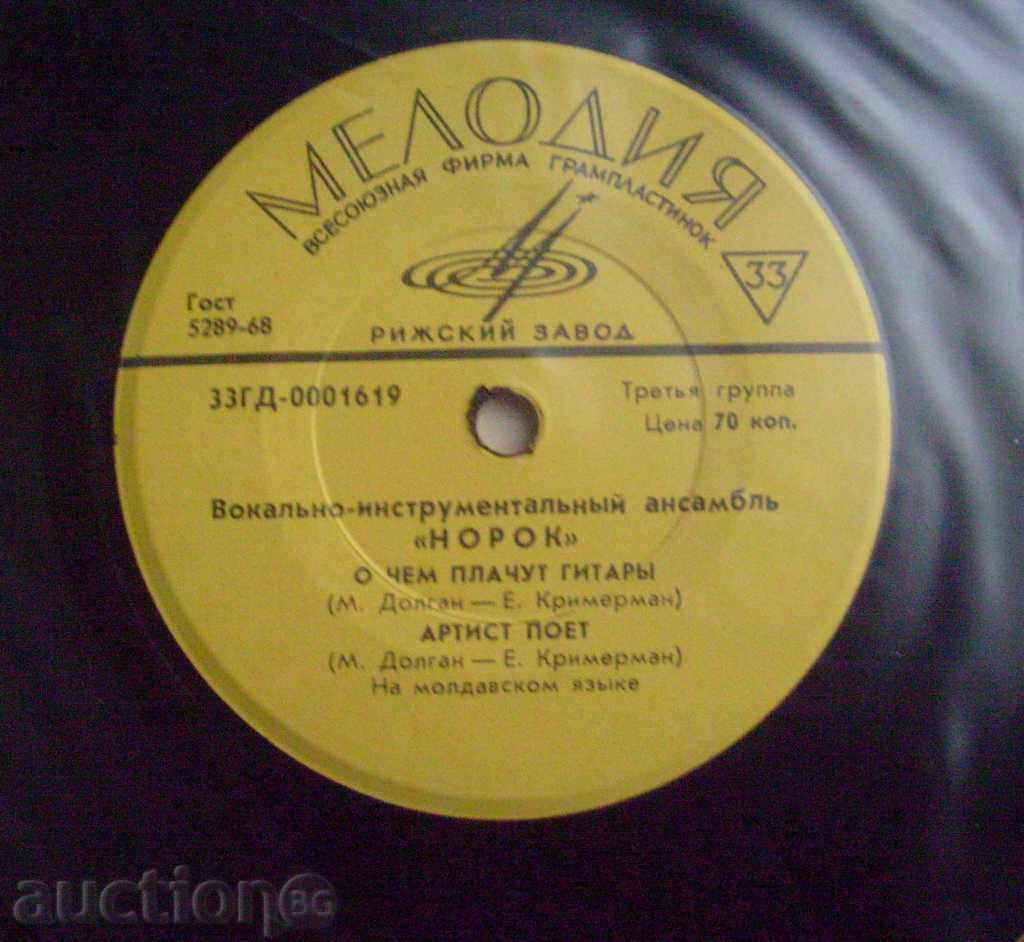 МЕЛОДИЯ
ВСЕСОЮЗНАЯ ФИРМА ГРАМПЛАСТИНОК
33
Гост
5289-68
РИЖСКИЙ ЗАВОД
33ГД-0001619
Третья группа
Цена 70 коп.
Вокально-инструментальный ансамбль
«НОРОК»
О ЧЕМ ПЛАЧУТ ГИТАРЫ
(М. Долган — Е. Кримерман)
АРТИСТ ПОЕТ
(М. Долган — Е. Кримерман)
На молдавском языке
auction BG